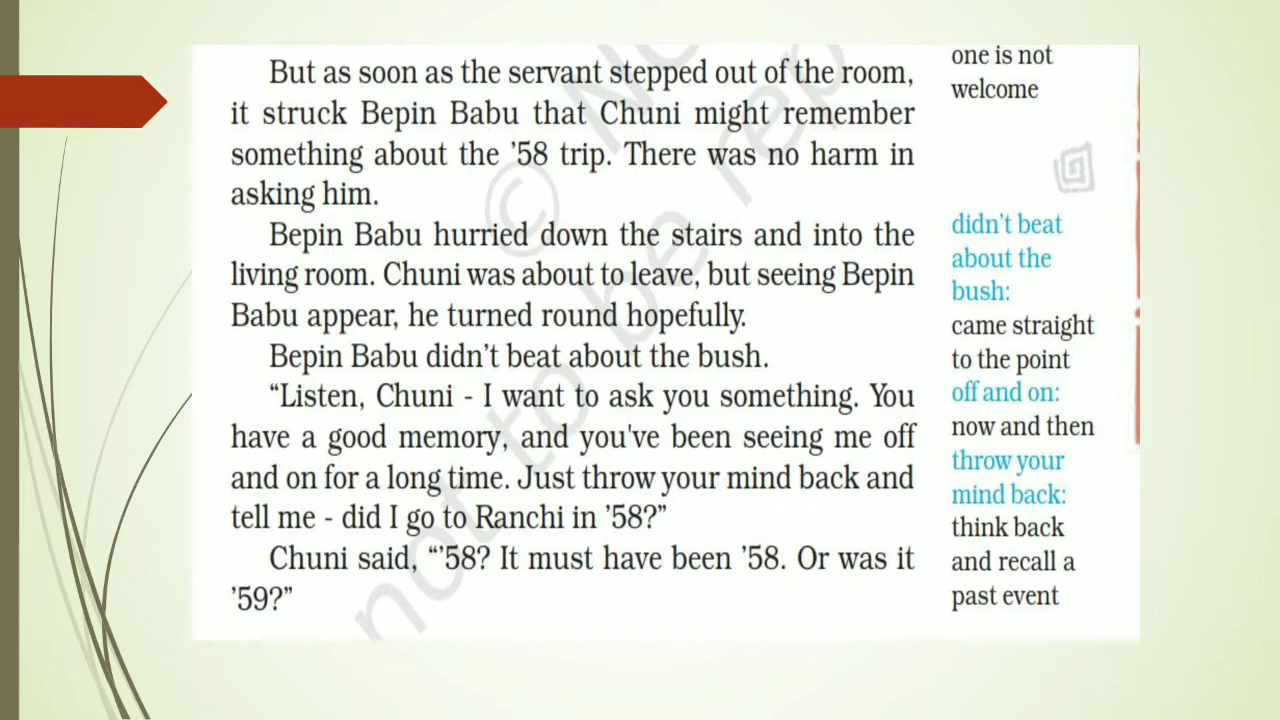 But as soon as the servant stepped out of the room,
it struck Bepin Babu that Chuni might remember
something about the ’58 trip. There was no harm in
asking him.
Bepin Babu hurried down the stairs and into the
living room. Chuni was about to leave, but seeing Bepin
Babu appear, he turned round hopefully.
Bepin Babu didn’t beat about the bush.
“Listen, Chuni - I want to ask you something. You
have a good memory, and you've been seeing me off
and on for a long time. Just throw your mind back and
tell me - did I go to Ranchi in ’58?”
Chuni said, “’58? It must have been ’58. Or was it
’59?”
one is not
welcome
didn’t beat
about the
bush:
came straight
to the point
off and on:
now and then
throw your
mind back:
think back
and recall a
past event
not to be rep